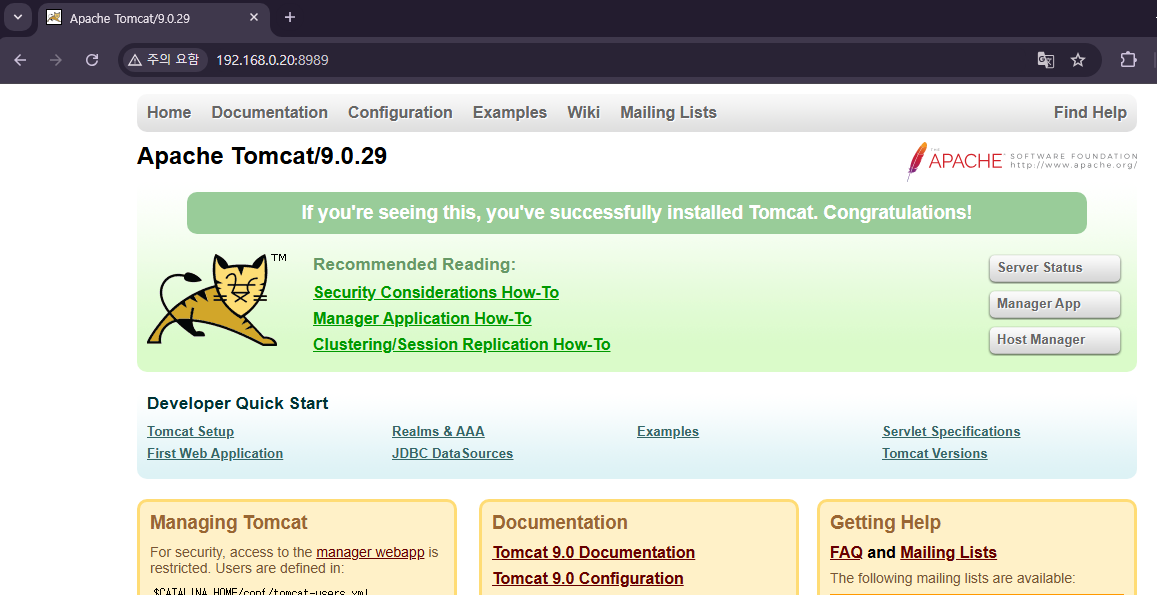 Apache Tomcat/9.0.29
주의 요함 192.168.0.20:8989
Home Documentation Configuration Examples Wiki Mailing Lists Find Help
Apache Tomcat/9.0.29
THE APACHE SOFTWARE FOUNDATION
http://www.apache.org/
If you're seeing this, you've successfully installed Tomcat. Congratulations!
TM
Recommended Reading:
Security Considerations How-To
Manager Application How-To
Clustering/Session Replication How-To
Server Status
Manager App
Host Manager
Developer Quick Start
Tomcat Setup
First Web Application
Realms & AAA
JDBC DataSources
Examples
Servlet Specifications
Tomcat Versions
Managing Tomcat
For security, access to the manager webapp is
restricted. Users are defined in:
$CATALINA_HOME/conf/tomcat-users.xml
Documentation
Tomcat 9.0 Documentation
Tomcat 9.0 Configuration
Getting Help
FAQ and Mailing Lists
The following mailing lists are available: